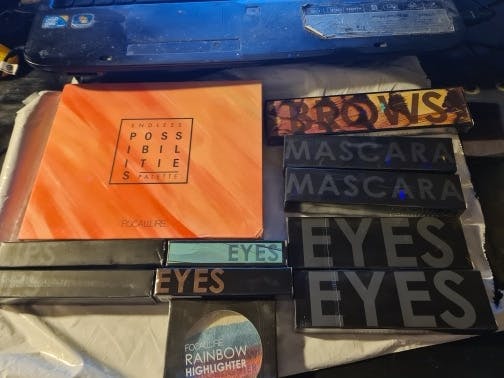 ENDLESS
POSS
IBIL
ITIE
S PALETTE
FOCALLURE
BROWS
MASCARA
MASCARA
EYES
EYES
EYES
EYES
FOCALLURE
RAINBOW
HIGHLIGHTER